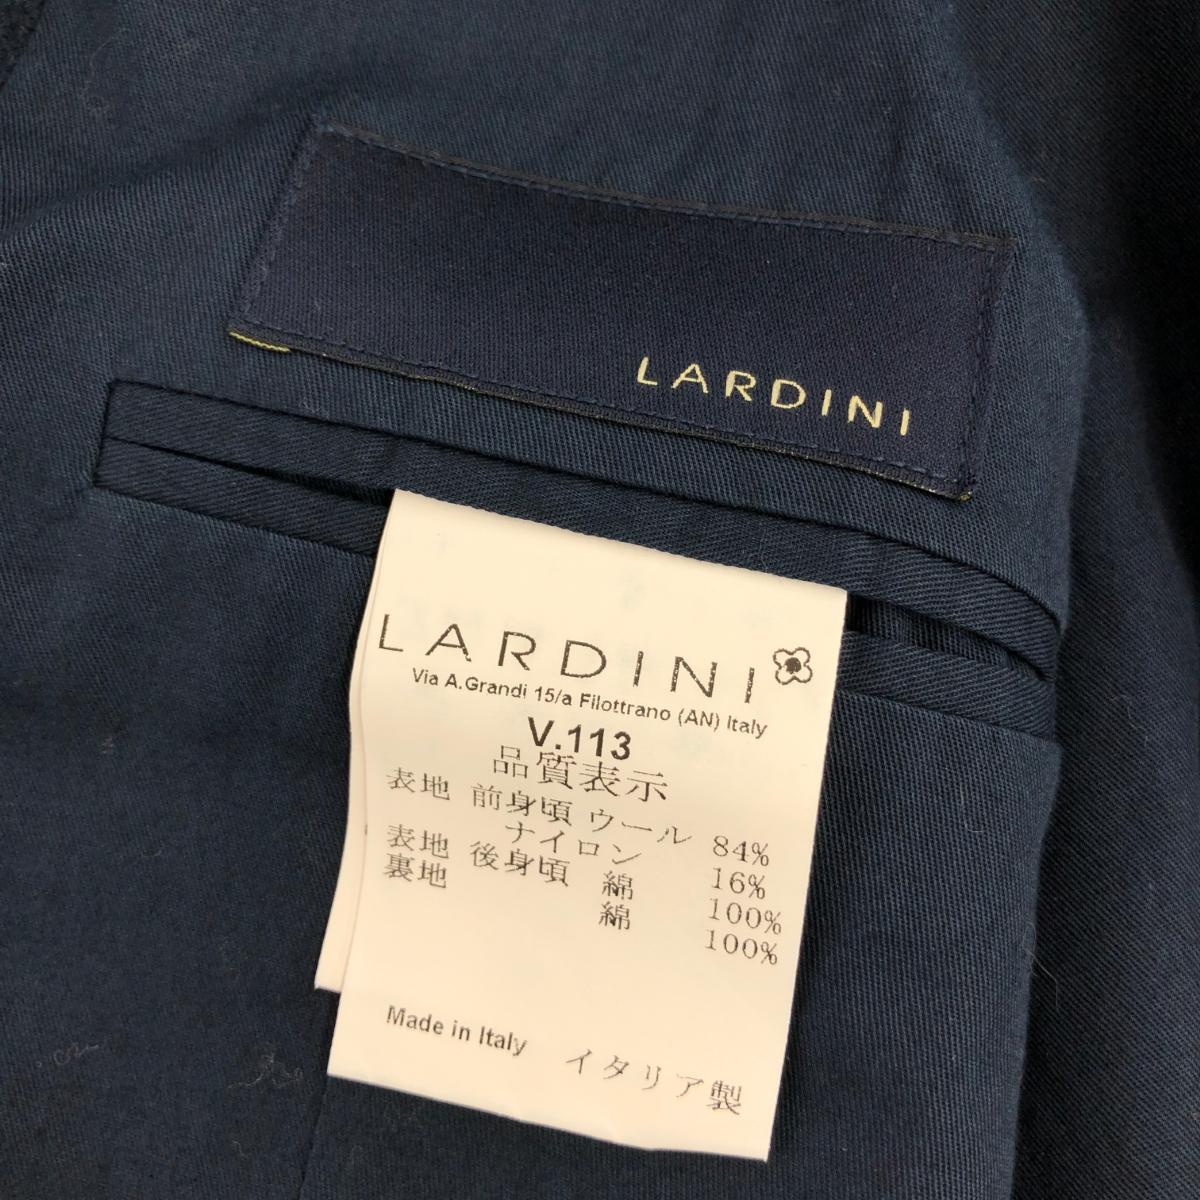 LARDINI
LARDINI
Via A.Grandi 15/a Filottrano (AN) Italy
V.113
品質表示
表地 前身頃 ウール 84%
ナイロン 16%
表地 後身頃 綿 100%
裏地 綿 100%
Made in Italy イタリア製